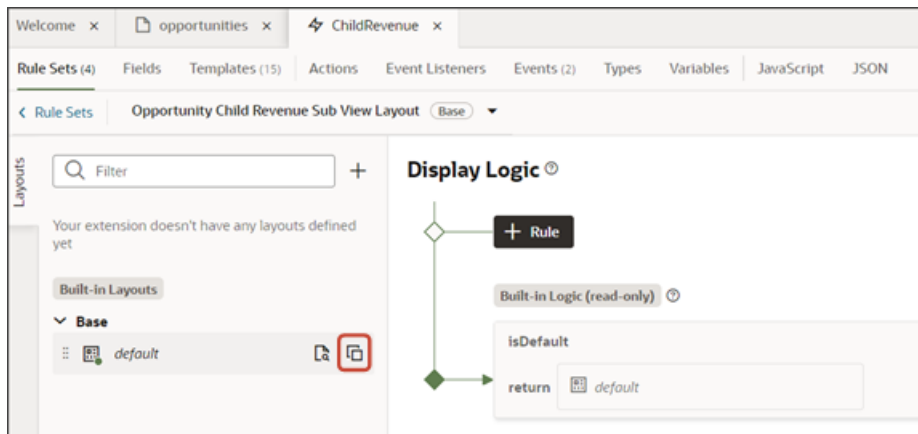 Welcome × opportunities × ChildRevenue ×
Rule Sets (4) Fields Templates (15) Actions Event Listeners Events (2) Types Variables JavaScript JSON
< Rule Sets Opportunity Child Revenue Sub View Layout Base
Layouts
Filter
Your extension doesn't have any layouts defined
yet
Built-in Layouts
Base
default
Display Logic
+ Rule
Built-in Logic (read-only)
isDefault
return default